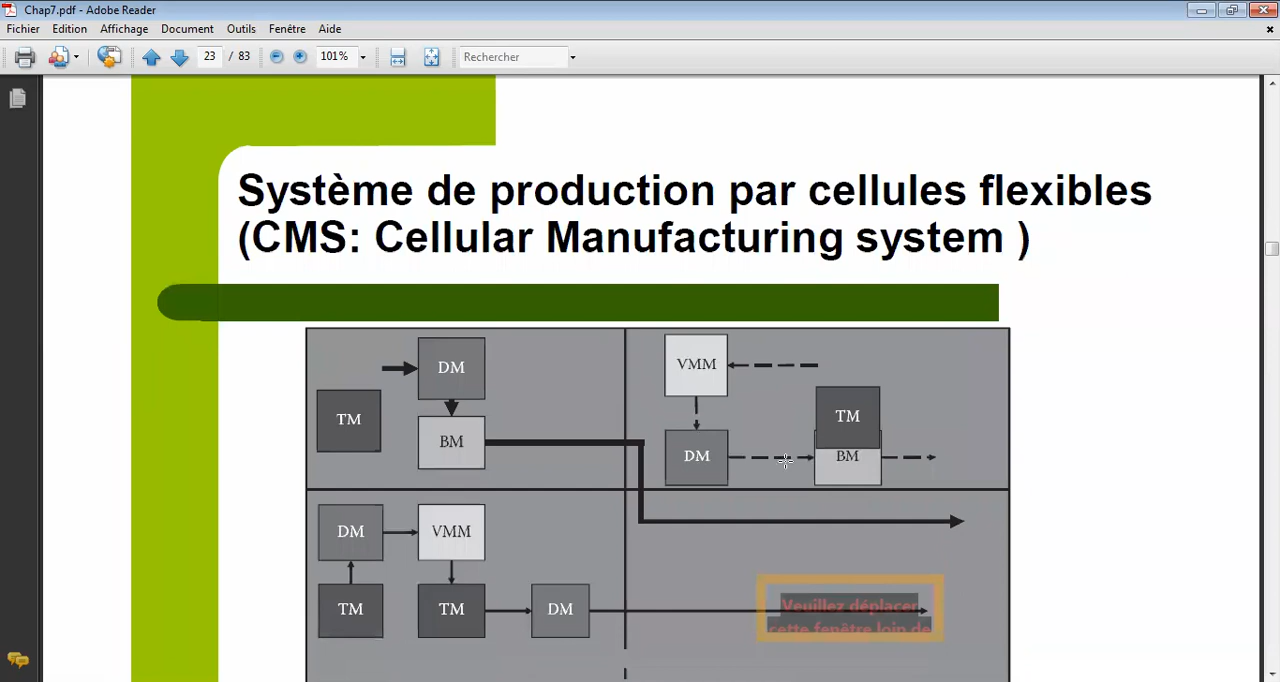 Chap7.pdf - Adobe Reader
Fichier Edition Affichage Document Outils Fenêtre Aide
23 / 83 101% Rechercher
Système de production par cellules flexibles
(CMS: Cellular Manufacturing system )
DM VMM
TM TM
BM DM BM
DM VMM
TM TM DM
Veuillez déplacer
cette fenêtre loin de